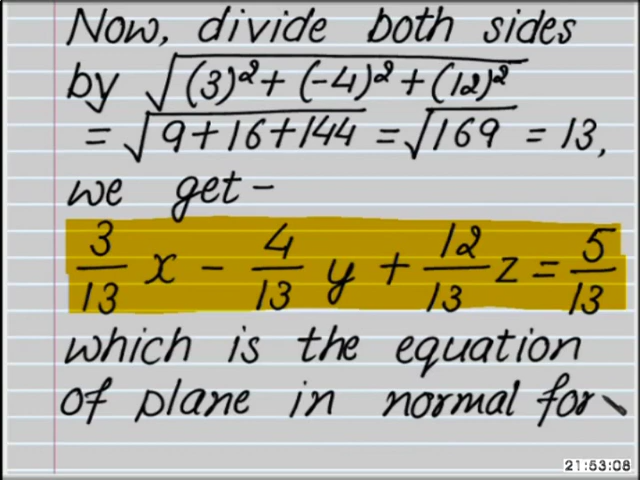 Now, divide both sides
by √(3)²+(-4)²+(12)²
= √9+16+144 = √169 = 13,
we get-
3/13 x - 4/13 y + 12/13 z = 5/13
which is the equation
of plane in normal for
21:53:08